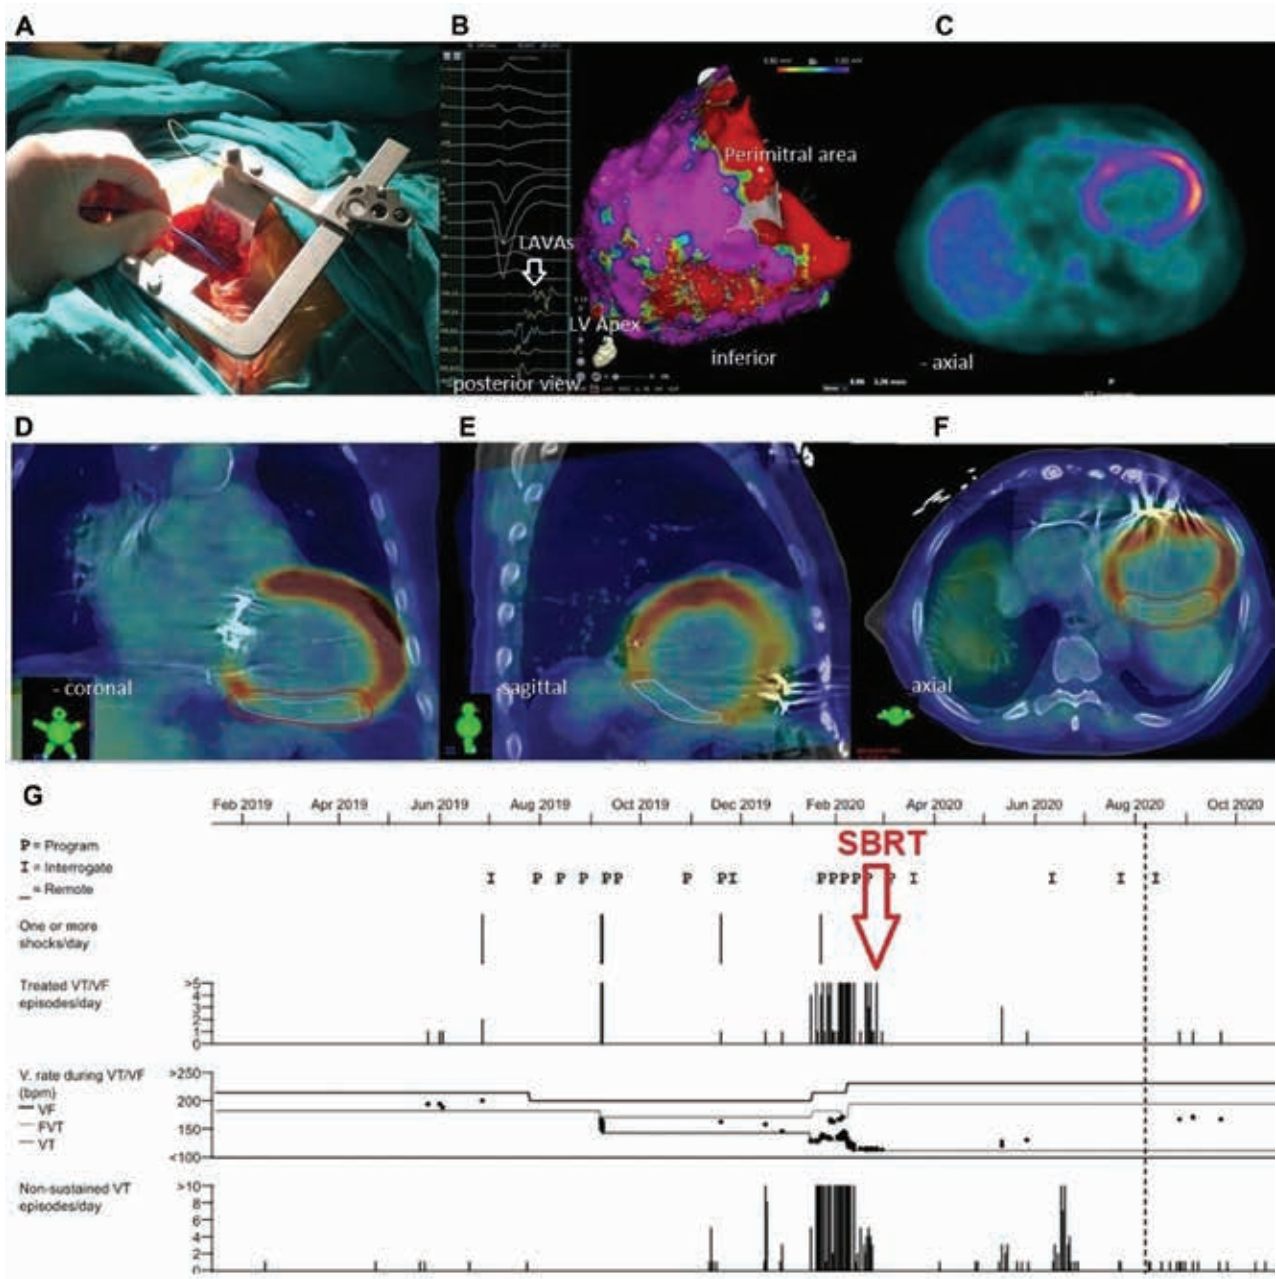 A
B
C
Perimitral area
LAVAs
LV Apex
inferior
posterior view
- axial
P
D
E
F
- coronal
-sagittal
axial
G
Feb 2019 Apr 2019 Jun 2019 Aug 2019 Oct 2019 Dec 2019 Feb 2020 Apr 2020 Jun 2020 Aug 2020 Oct 2020
P = Program
I = Interrogate
_ = Remote
SBRT
I P P P PP P PI PPPP P I I I I
One or more
shocks/day
Treated VT/VF
episodes/day
>5
4
3
2
1
0
V. rate during VT/VF
(bpm)
VF
FVT
VT
>250
200
150
<100
Non-sustained VT
episodes/day
>10
8
6
4
2
0